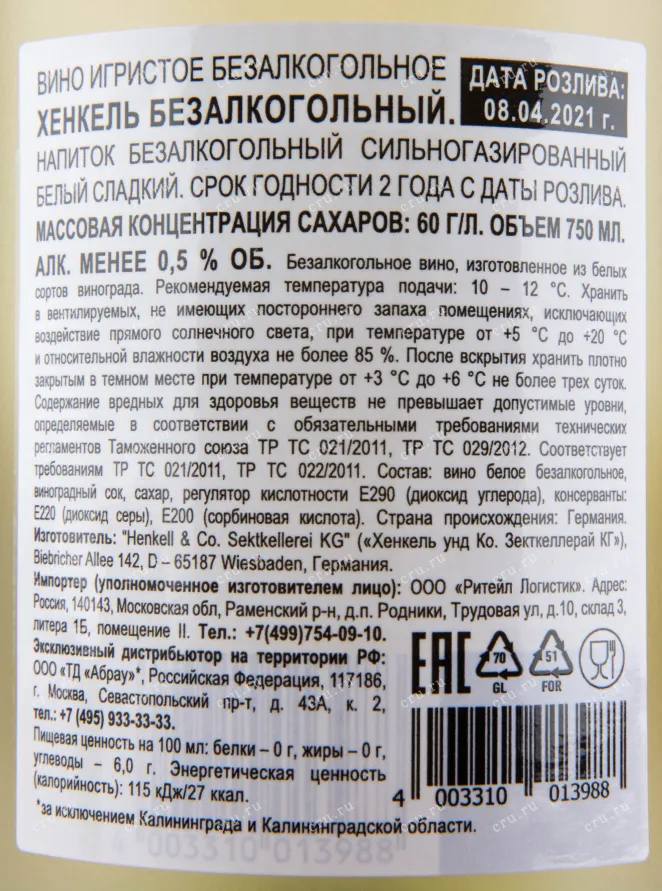 ВИНО ИГРИСТОЕ БЕЗАЛКОГОЛЬНОЕ
ХЕНКЕЛЬ БЕЗАЛКОГОЛЬНЫЙ.
ДАТА РОЗЛИВА:
08.04.2021 г.
НАПИТОК БЕЗАЛКОГОЛЬНЫЙ СИЛЬНОГАЗИРОВАННЫЙ
БЕЛЫЙ СЛАДКИЙ. СРОК ГОДНОСТИ 2 ГОДА С ДАТЫ РОЗЛИВА.
МАССОВАЯ КОНЦЕНТРАЦИЯ САХАРОВ: 60 Г/Л. ОБЪЕМ 750 МЛ.
АЛК. МЕНЕЕ 0,5 % ОБ. Безалкогольное вино, изготовленное из белых
сортов винограда. Рекомендуемая температура подачи: 10 – 12 °С. Хранить
в вентилируемых, не имеющих постороннего запаха помещениях, исключающих
воздействие прямого солнечного света, при температуре от +5 °С до +20 °С
и относительной влажности воздуха не более 85 %. После вскрытия хранить плотно
закрытым в темном месте при температуре от +3 °С до +6 °С не более трех суток.
Содержание вредных для здоровья веществ не превышает допустимые уровни,
определяемые в соответствии с обязательными требованиями технических
регламентов Таможенного союза ТР ТС 021/2011, ТР ТС 029/2012. Соответствует
требованиям ТР ТС 021/2011, ТР ТС 022/2011. Состав: вино белое безалкогольное,
виноградный сок, сахар, регулятор кислотности Е290 (диоксид углерода), консерванты:
Е220 (диоксид серы), Е200 (сорбиновая кислота). Страна происхождения: Германия.
Изготовитель: "Henkell & Co. Sektkellerei KG" («Хенкель унд Ко. Зекткеллерай КГ»),
Biebricher Allee 142, D – 65187 Wiesbaden, Германия.
Импортер (уполномоченное изготовителем лицо): ООО «Ритейл Логистик». Адрес:
Россия, 140143, Московская обл, Раменский р-н, д.п. Родники, Трудовая ул, д.10, склад 3,
литера 1Б, помещение II. Тел.: +7(499)754-09-10.
Эксклюзивный дистрибьютор на территории РФ:
ООО «ТД «Абрау»*, Российская Федерация, 117186,
г. Москва, Севастопольский пр-т, д. 43А, к. 2,
тел.: +7 (495) 933-33-33.
Пищевая ценность на 100 мл: белки – 0 г, жиры – 0 г,
углеводы – 6,0 г. Энергетическая ценность
(калорийность): 115 кДж/27 ккал.
*за исключением Калининграда и Калининградской области.
EAC
70
GL
51
FOR
4 003310 013988
4 003310 013988
cru.ru